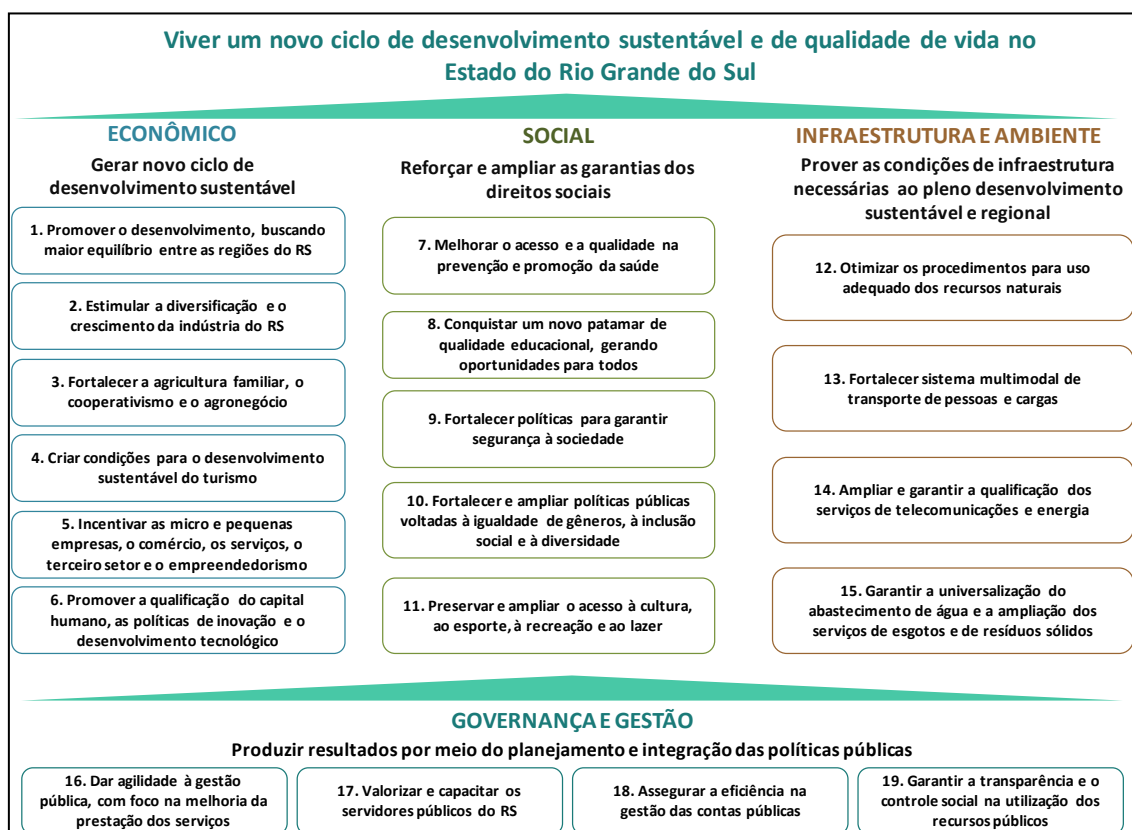 Viver um novo ciclo de desenvolvimento sustentável e de qualidade de vida no
Estado do Rio Grande do Sul
ECONÔMICO
Gerar novo ciclo de
desenvolvimento sustentável
1. Promover o desenvolvimento, buscando
maior equilíbrio entre as regiões do RS
2. Estimular a diversificação e o
crescimento da indústria do RS
3. Fortalecer a agricultura familiar, o
cooperativismo e o agronegócio
4. Criar condições para o desenvolvimento
sustentável do turismo
5. Incentivar as micro e pequenas
empresas, o comércio, os serviços, o
terceiro setor e o empreendedorismo
6. Promover a qualificação do capital
humano, as políticas de inovação e o
desenvolvimento tecnológico
SOCIAL
Reforçar e ampliar as garantias dos
direitos sociais
7. Melhorar o acesso e a qualidade na
prevenção e promoção da saúde
8. Conquistar um novo patamar de
qualidade educacional, gerando
oportunidades para todos
9. Fortalecer políticas para garantir
segurança à sociedade
10. Fortalecer e ampliar políticas públicas
voltadas à igualdade de gêneros, à inclusão
social e à diversidade
11. Preservar e ampliar o acesso à cultura,
ao esporte, à recreação e ao lazer
INFRAESTRUTURA E AMBIENTE
Prover as condições de infraestrutura
necessárias ao pleno desenvolvimento
sustentável e regional
12. Otimizar os procedimentos para uso
adequado dos recursos naturais
13. Fortalecer sistema multimodal de
transporte de pessoas e cargas
14. Ampliar e garantir a qualificação dos
serviços de telecomunicações e energia
15. Garantir a universalização do
abastecimento de água e a ampliação dos
serviços de esgotos e de resíduos sólidos
GOVERNANÇA E GESTÃO
Produzir resultados por meio do planejamento e integração das políticas públicas
16. Dar agilidade à gestão
pública, com foco na melhoria da
prestação dos serviços
17. Valorizar e capacitar os
servidores públicos do RS
18. Assegurar a eficiência na
gestão das contas públicas
19. Garantir a transparência e o
controle social na utilização dos
recursos públicos